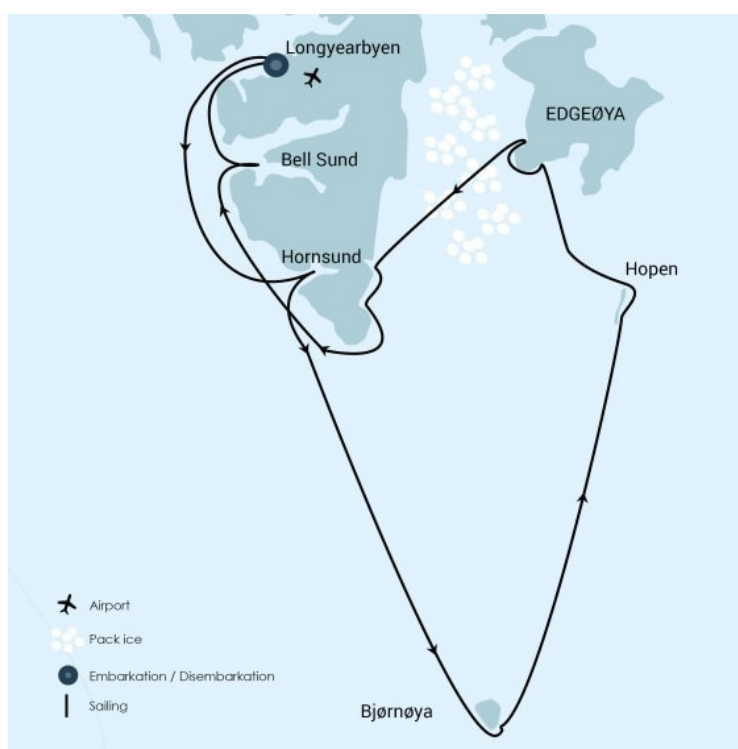 Longyearbyen
EDGEØYA
Bell Sund
Hornsund
Hopen
Bjørnøya
Airport
Pack ice
Embarkation / Disembarkation
Sailing